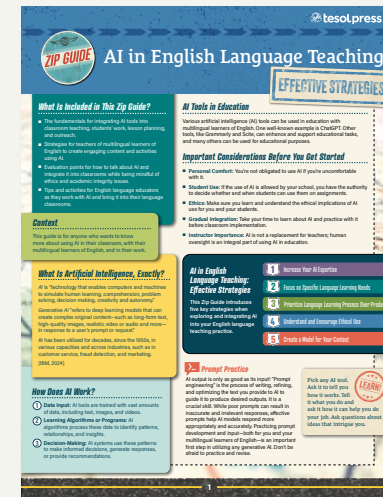 tesolpress
ZIP GUIDE
AI in English Language Teaching
EFFECTIVE STRATEGIES
What Is Included in This Zip Guide?
■ The fundamentals for integrating AI tools into
classroom teaching, students' work, lesson planning,
and outreach.
■ Strategies for teachers of multilingual learners of
English to create engaging content and activities
using AI.
■ Evaluation points for how to talk about AI and
integrate it into classrooms while being mindful of
ethics and academic integrity issues.
■ Tips and activities for English language educators
as they work with AI and bring it into their language
classrooms.
Context
This guide is for anyone who wants to know
more about using AI in their classroom, with their
multilingual learners of English, and in their work.
What Is Artificial Intelligence, Exactly?
AI is "technology that enables computers and machines
to simulate human learning, comprehension, problem
solving, decision making, creativity and autonomy."
Generative AI "refers to deep learning models that can
create complex original content—such as long-form text,
high-quality images, realistic video or audio and more—
in response to a user's prompt or request."
AI has been utilized for decades, since the 1950s, in
various capacities and across industries, such as in
customer service, fraud detection, and marketing.
(IBM, 2024)
How Does AI Work?
1 Data Input: AI tools are trained with vast amounts
of data, including text, images, and videos.
2 Learning Algorithms or Programs: AI
algorithms process these data to identify patterns,
relationships, and insights.
3 Decision-Making: AI systems use these patterns
to make informed decisions, generate responses,
or provide recommendations.
AI Tools in Education
Various artificial intelligence (AI) tools can be used in education with
multilingual learners of English. One well-known example is ChatGPT. Other
tools, like Grammarly and Scite, can enhance and support educational tasks,
and many others can be used for educational purposes.
Important Considerations Before You Get Started
■ Personal Comfort: You're not obligated to use AI if you're uncomfortable
with it.
■ Student Use: If the use of AI is allowed by your school, you have the authority
to decide whether and when students can use them on assignments.
■ Ethics: Make sure you learn and understand the ethical implications of AI
use for you and your students.
■ Gradual Integration: Take your time to learn about AI and practice with it
before classroom implementation.
■ Instructor Importance: AI is not a replacement for teachers; human
oversight is an integral part of using AI in education.
AI in English
Language Teaching:
Effective Strategies
This Zip Guide introduces
five key strategies when
exploring and integrating AI
into your English language
teaching practice.
1 Increase Your AI Expertise
2 Focus on Specific Language Learning Needs
3 Prioritize Language Learning Process Over Produ
4 Understand and Encourage Ethical Use
5 Create a Model for Your Context
Prompt Practice
AI output is only as good as its input! "Prompt
engineering" is the process of writing, refining,
and optimizing the text you provide to AI to
guide it to produce desired outputs. It is a
crucial skill. While poor prompts can result in
inaccurate and irrelevant responses, effective
prompts help AI models respond more
appropriately and accurately. Practicing prompt
development and input—both for you and your
multilingual learners of English—is an important
first step in utilizing any generative AI. Don't be
afraid to practice and revise.
Pick any AI tool.
Ask it to tell you
how it works. Tell
it what you do and
ask it how it can help you do
your job. Ask questions about
ideas that intrigue you.
LEARN!
1